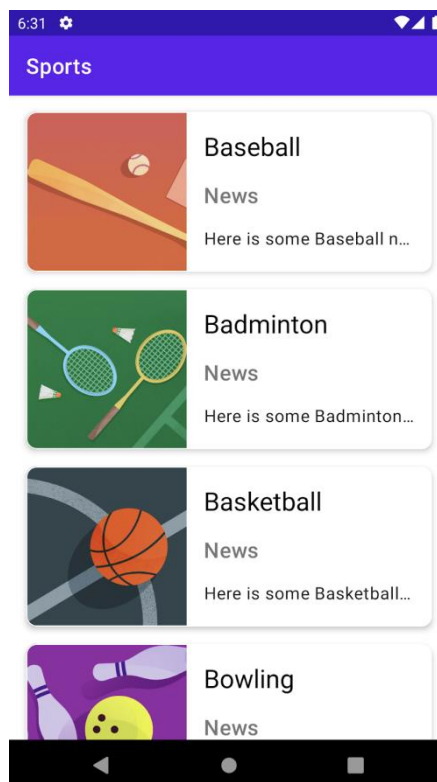 6:31
Sports
Baseball
News
Here is some Baseball n...
Badminton
News
Here is some Badminton...
Basketball
News
Here is some Basketball...
Bowling
News